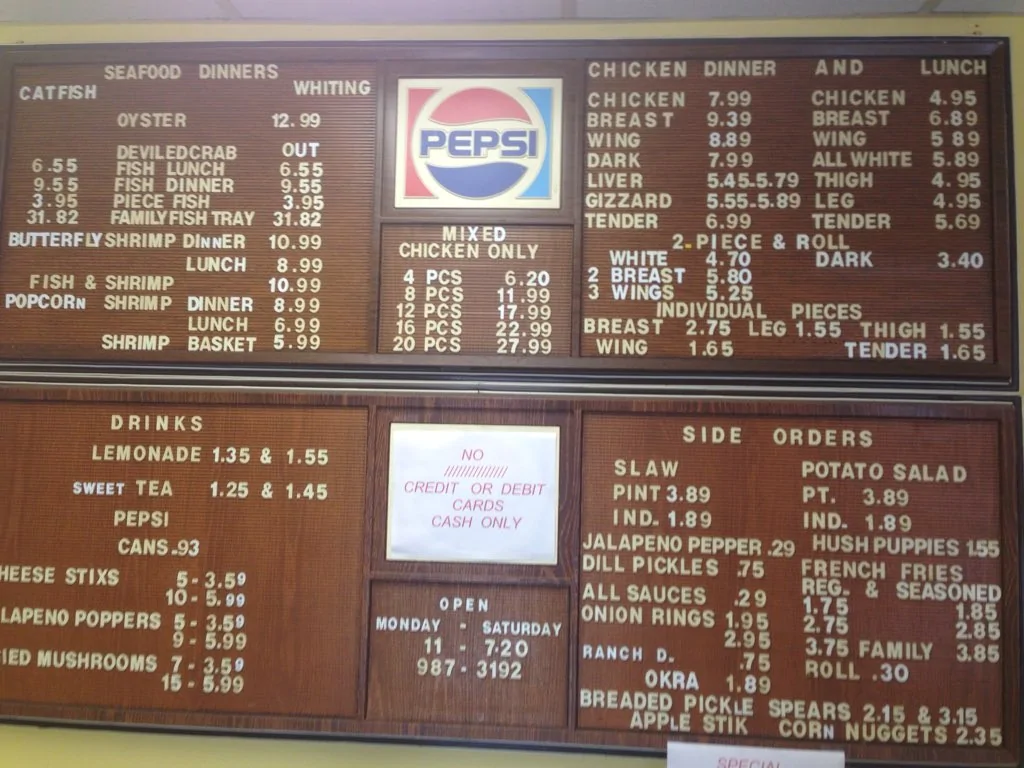 SEAFOOD DINNERS
CATFISH WHITING
OYSTER 12.99
DEVILEDCRAB OUT
6.55 FISH LUNCH 6.55
9.55 FISH DINNER 9.55
3.95 PIECE FISH 3.95
31.82 FAMILYFISH TRAY 31.82
BUTTERFLY SHRIMP DINNER 10.99
LUNCH 8.99
FISH & SHRIMP 10.99
POPCORN SHRIMP DINNER 8.99
LUNCH 6.99
SHRIMP BASKET 5.99
PEPSI
MIXED
CHICKEN ONLY
4 PCS 6.20
8 PCS 11.99
12 PCS 17.99
16 PCS 22.99
20 PCS 27.99
CHICKEN DINNER AND LUNCH
CHICKEN 7.99 CHICKEN 4.95
BREAST 9.39 BREAST 6.89
WING 8.89 WING 5 89
DARK 7.99 ALL WHITE 5.89
LIVER 5.45-5.79 THIGH 4.95
GIZZARD 5.55-5.89 LEG 4.95
TENDER 6.99 TENDER 5.69
2-PIECE & ROLL
WHITE 4.70 DARK 3.40
2 BREAST 5.80
3 WINGS 5.25
INDIVIDUAL PIECES
BREAST 2.75 LEG 1.55 THIGH 1.55
WING 1.65 TENDER 1.65
DRINKS
LEMONADE 1.35 & 1.55
SWEET TEA 1.25 & 1.45
PEPSI
CANS .93
HEESE STIXS 5 - 3.59
10 - 5.99
LAPENO POPPERS 5 - 3.59
9 - 5.99
IED MUSHROOMS 7 - 3.59
15 - 5.99
NO
///////////////
CREDIT OR DEBIT
CARDS
CASH ONLY
OPEN
MONDAY - SATURDAY
11 - 7:20
987-3192
SIDE ORDERS
SLAW POTATO SALAD
PINT 3.89 PT. 3.89
IND. 1.89 IND. 1.89
JALAPENO PEPPER .29 HUSH PUPPIES 1.55
DILL PICKLES .75 FRENCH FRIES
ALL SAUCES .29 REG. & SEASONED
ONION RINGS 1.95 1.75 1.85
2.95 2.75 2.85
RANCH D. .75 3.75 FAMILY 3.85
OKRA 1.89 ROLL .30
BREADED PICKLE SPEARS 2.15 & 3.15
APPLE STIK CORN NUGGETS 2.35
SPECIAL